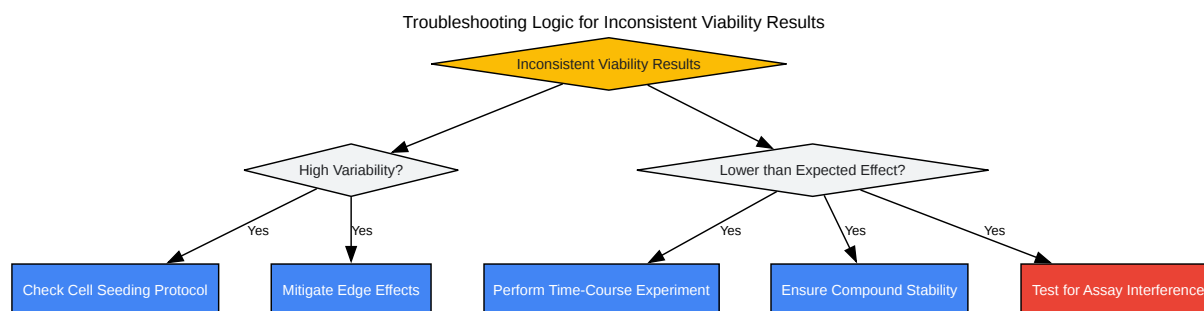 Troubleshooting Logic for Inconsistent Viability Results
Inconsistent Viability Results
High Variability?
Lower than Expected Effect?
Yes
Yes
Yes
Yes
Yes
Check Cell Seeding Protocol
Mitigate Edge Effects
Perform Time-Course Experiment
Ensure Compound Stability
Test for Assay Interference